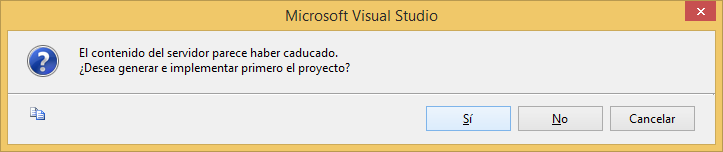 Microsoft Visual Studio
El contenido del servidor parece haber caducado.
¿Desea generar e implementar primero el proyecto?
Sí
No
Cancelar